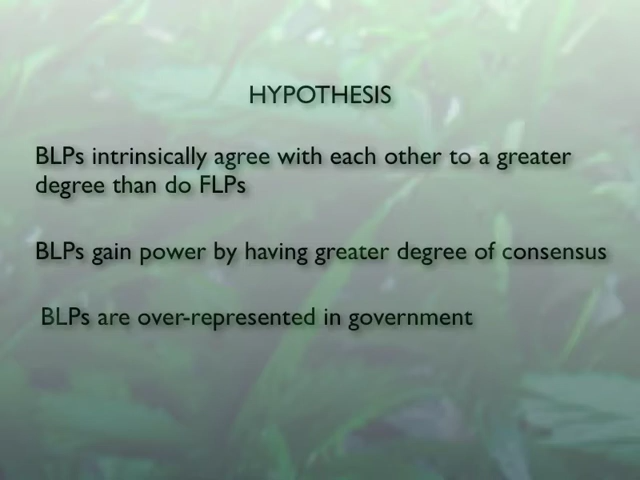 HYPOTHESIS
BLPs intrinsically agree with each other to a greater
degree than do FLPs
BLPs gain power by having greater degree of consensus
BLPs are over-represented in government